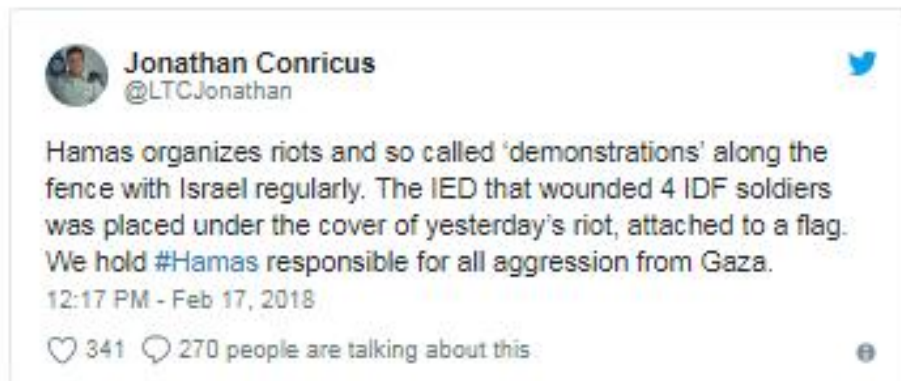 Jonathan Conricus
@LTCJonathan
Hamas organizes riots and so called ‘demonstrations’ along the
fence with Israel regularly. The IED that wounded 4 IDF soldiers
was placed under the cover of yesterday’s riot, attached to a flag.
We hold #Hamas responsible for all aggression from Gaza.
12:17 PM - Feb 17, 2018
341 270 people are talking about this